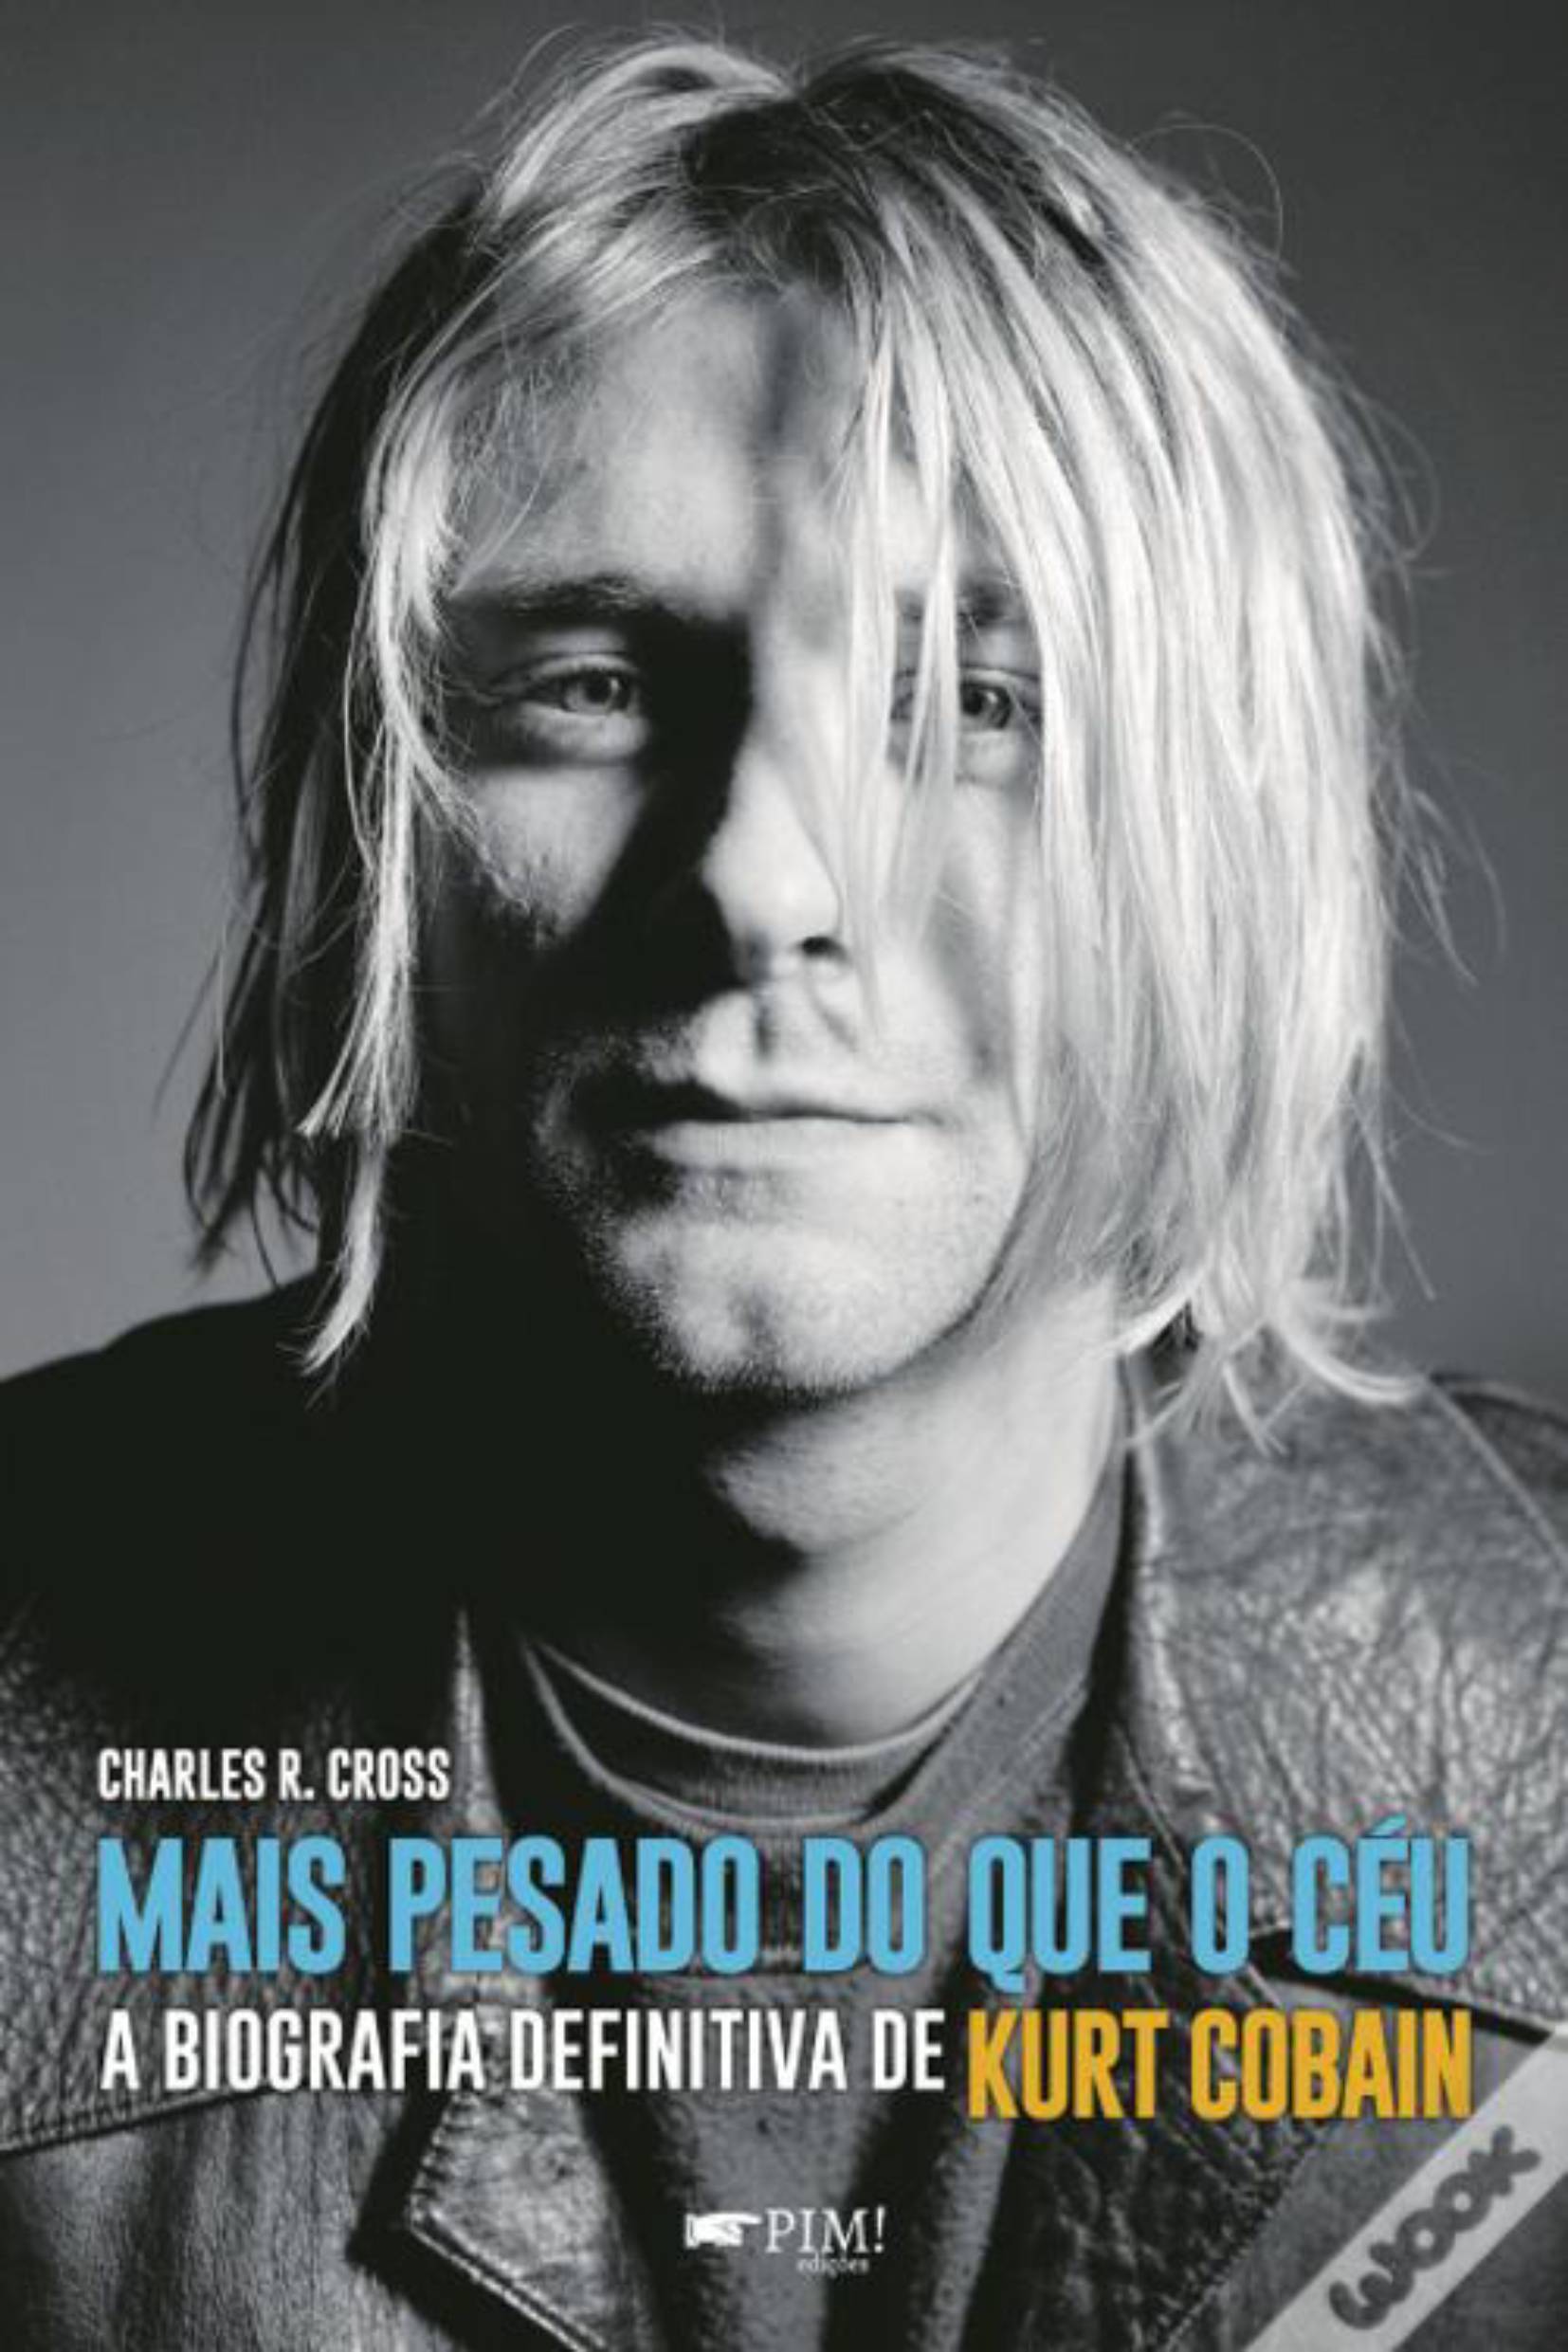 CHARLES R. CROSS
MAIS PESADO DO QUE O CÉU
A BIOGRAFIA DEFINITIVA DE KURT COBAIN
PIM!
edições
WOOK